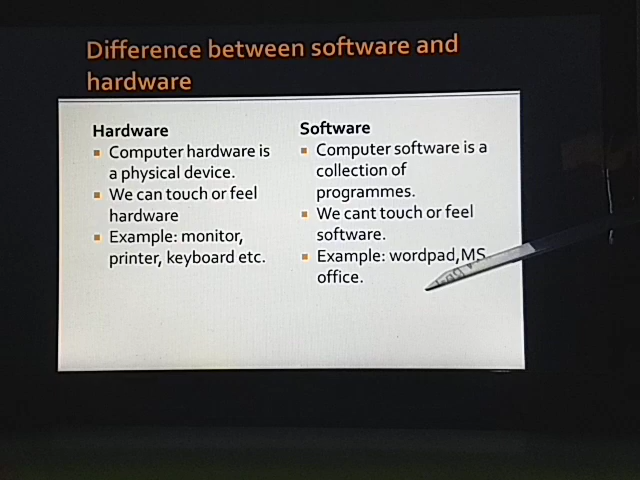 Difference between software and
hardware
Hardware
Computer hardware is
a physical device.
We can touch or feel
hardware
Example: monitor,
printer, keyboard etc.
Software
Computer software is a
collection of
programmes.
We cant touch or feel
software.
Example: wordpad,MS
office.